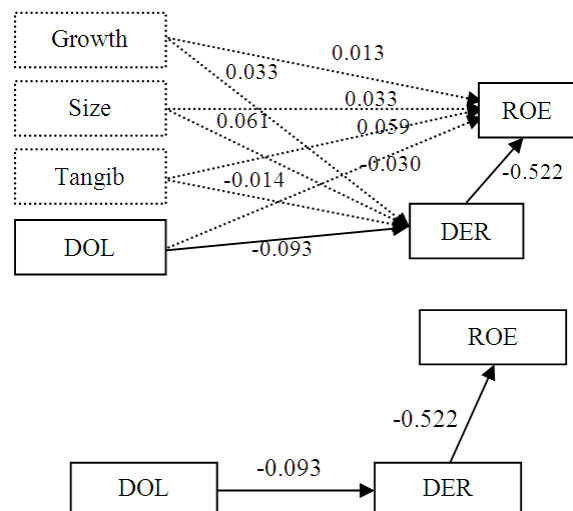 Growth
0.013
0.033
Size
0.033
ROE
0.061
0.059
-0.030
Tangib
-0.014
-0.522
DOL
-0.093
DER
ROE
-0.522
-0.093
DOL
DER